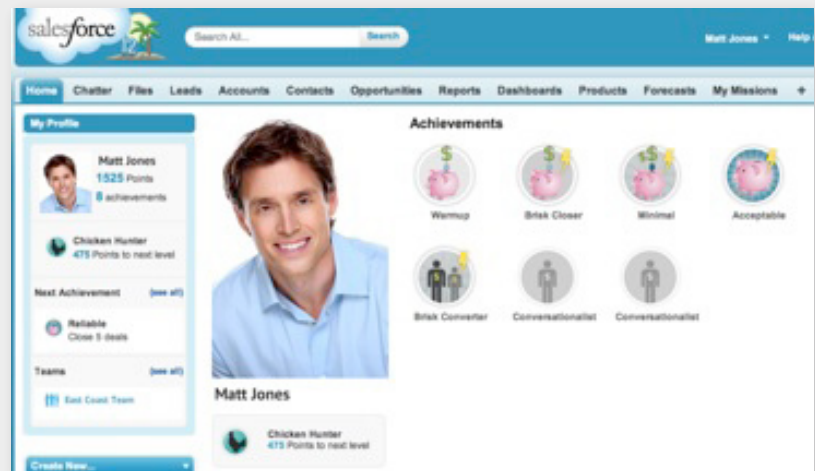 salesforce
12
Search All...
Search
Matt Jones
Help
Home Chatter Files Leads Accounts Contacts Opportunities Reports Dashboards Products Forecasts My Missions +
My Profile
Matt Jones
1525 Points
8 achievements
Chicken Hunter
475 Points to next level
Next Achievement (see all)
Reliable
Close 5 deals
Teams (see all)
East Coast Team
Create New...
Matt Jones
Chicken Hunter
475 Points to next level
Achievements
Warmup Brisk Closer Minimal Acceptable
Brisk Converter Conversationalist Conversationalist